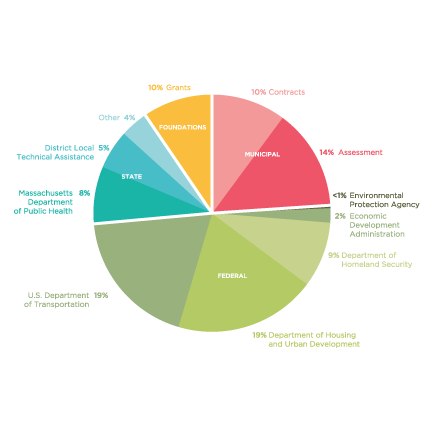 10% Grants
10% Contracts
Other 4%
FOUNDATIONS
District Local 5%
Technical Assistance
MUNICIPAL
14% Assessment
STATE
Massachusetts 8%
Department
of Public Health
<1% Environmental
Protection Agency
2% Economic
Development
Administration
9% Department of
Homeland Security
FEDERAL
U.S. Department 19%
of Transportation
19% Department of Housing
and Urban Development